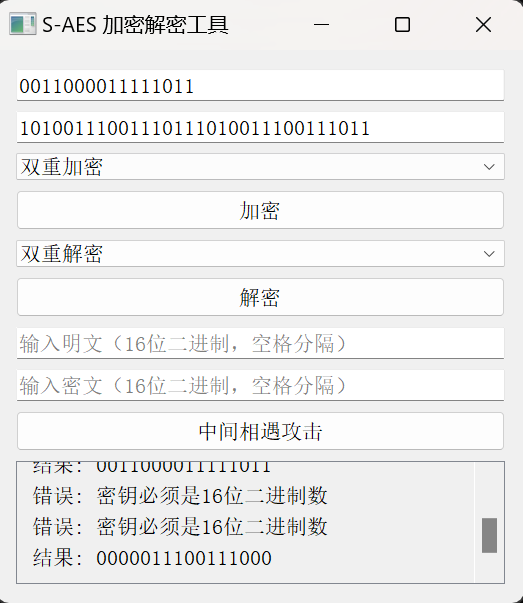 S-AES 加密解密工具
0011000011111011
10100111001110111010011100111011
双重加密
加密
双重解密
解密
输入明文（16位二进制，空格分隔）
输入密文（16位二进制，空格分隔）
中间相遇攻击
结果: 0011000011111011
错误: 密钥必须是16位二进制数
错误: 密钥必须是16位二进制数
结果: 0000011100111000